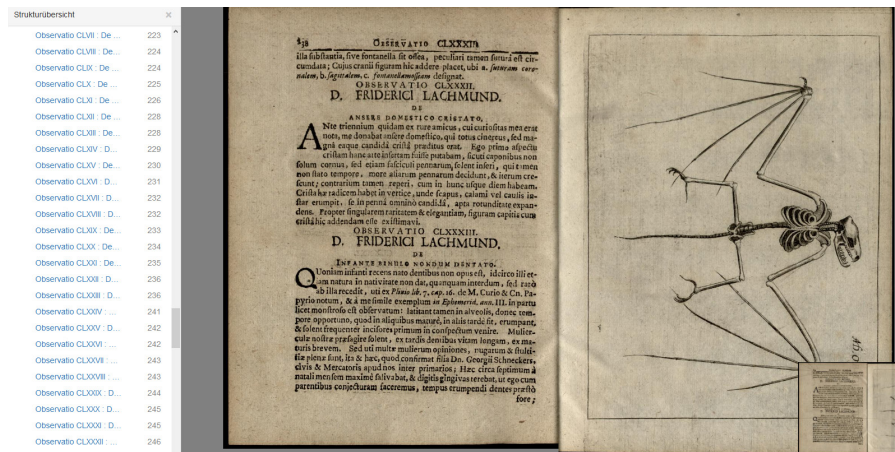 Strukturübersicht ×
Observatio CLVII : De ... 223
Observatio CLVIII : De... 224
Observatio CLIX : De ... 224
Observatio CLX : De ... 225
Observatio CLXI : De ... 226
Observatio CLXII : De ... 228
Observatio CLXIII : De... 228
Observatio CLXIV : D... 229
Observatio CLXV : De... 230
Observatio CLXVI : D... 231
Observatio CLXVII : D... 232
Observatio CLXVIII : D... 232
Observatio CLXIX : De... 233
Observatio CLXX : De... 234
Observatio CLXXI : De... 235
Observatio CLXXII : D... 236
Observatio CLXXIII : D... 236
Observatio CLXXIV : ... 241
Observatio CLXXV : D... 242
Observatio CLXXVI : ... 242
Observatio CLXXVII : ... 243
Observatio CLXXVIII : ... 243
Observatio CLXXIX : D... 244
Observatio CLXXX : D... 245
Observatio CLXXXI : D... 245
Observatio CLXXXII : ... 246
OBSERVATIO
illa substantia, sive fontanella sit ossea, peculiari tamen sutura est cir-
cumdata; Cujus cranii figuram hic addere placet, ubi a. suturam coro-
nalem, b. sagittalem, c. designat.
OBSERVATIO CLXXXII.
D. FRIDERICI LACHMUND.
DE
ANSERE DOMESTICO CRISTATO.
ANte triennium quidam ex rure amicus, cui curiositas mea erat
nota, me donabat ansere domestico, qui totus cinereus, sed ma-
gnâ eaque candidâ cristâ præditus erat. Ego primo aspectu
cristam hanc arte insertam fuisse putabam, sicuti caponibus non
solum cornua, sed etiam fasciculi pennarum, solent inseri, qui tamen
non stato tempore, more aliarum pennarum decidunt, & iterum cre-
scunt; contrarium tamen reperi, cum in hunc usque diem habeam.
Crista hæc radicem habet in vertice, unde scapus, calami vel caulis in-
star erumpit, se in penna omninò candidâ, apta rotunditate expan-
dens. Propter singularem raritatem & elegantiam, figuram capitis cum
cristâ hic addendam esse existimavi.
OBSERVATIO CLXXXIII.
D. FRIDERICI LACHMUND.
DE
INFANTE BENULO NONDUM DENTATO.
QUoniam infanti recens nato dentibus non opus est, idcirco illi et-
iam natura in nativitate non dat, quanquam interdum, sed rarò
ab illa recedit, uti ex Plinio lib. 7, cap. 16. de M. Curio & Cn. Pa-
pyrio notum, & à me simile exemplum in Ephemerid. ann. III. in partu
licet monstroso est observatum: latitant tamen in alveolis, donec tem-
pore opportuno, quod in aliquibus maturè, in aliis tardè fit, erumpant,
& solent frequenter incisores primum in conspectum venire. Mulier-
culæ nostræ præsagire solent, ex tardis dentibus vitam longam, ex ma-
turis brevem. Sed uti multæ mulierum opiniones, nugarum & stulti-
tiæ plenæ sunt, ita & hæc, quod confirmat filia Dn. Georgii Schneckers,
civis & Mercatoris apud nos inter primarios; Hæc circa septimum à
natali mensem maximè salivabat, & digitis gingivas terebat, ut ego cum
parentibus conjecturam faceremus, tempus erumpendi dentes præstò
fore;